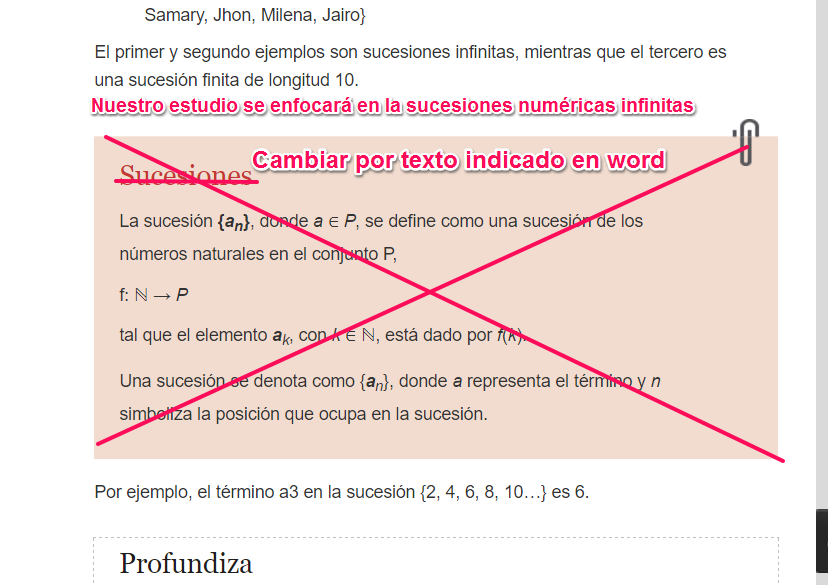 Samary, Jhon, Milena, Jairo}
El primer y segundo ejemplos son sucesiones infinitas, mientras que el tercero es
una sucesión finita de longitud 10.
Nuestro estudio se enfocará en la sucesiones numéricas infinitas
Cambiar por texto indicado en word
Sucesiones
La sucesión {aₙ}, donde a ∈ P, se define como una sucesión de los
números naturales en el conjunto P,
f: ℕ → P
tal que el elemento aₖ, con k ∈ ℕ, está dado por f(k).
Una sucesión se denota como {aₙ}, donde a representa el término y n
simboliza la posición que ocupa en la sucesión.
Por ejemplo, el término a3 en la sucesión {2, 4, 6, 8, 10…} es 6.
Profundiza